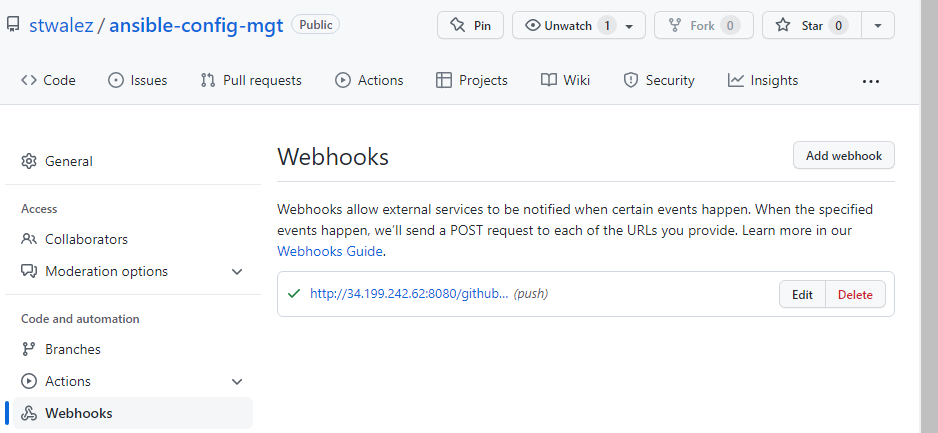 stwalez / ansible-config-mgt Public Pin Unwatch 1 Fork 0 Star 0
Code Issues Pull requests Actions Projects Wiki Security Insights ...
General
Access
Collaborators
Moderation options
Code and automation
Branches
Actions
Webhooks
Webhooks Add webhook
Webhooks allow external services to be notified when certain events happen. When the specified
events happen, we’ll send a POST request to each of the URLs you provide. Learn more in our
Webhooks Guide.
http://34.199.242.62:8080/github... (push) Edit Delete